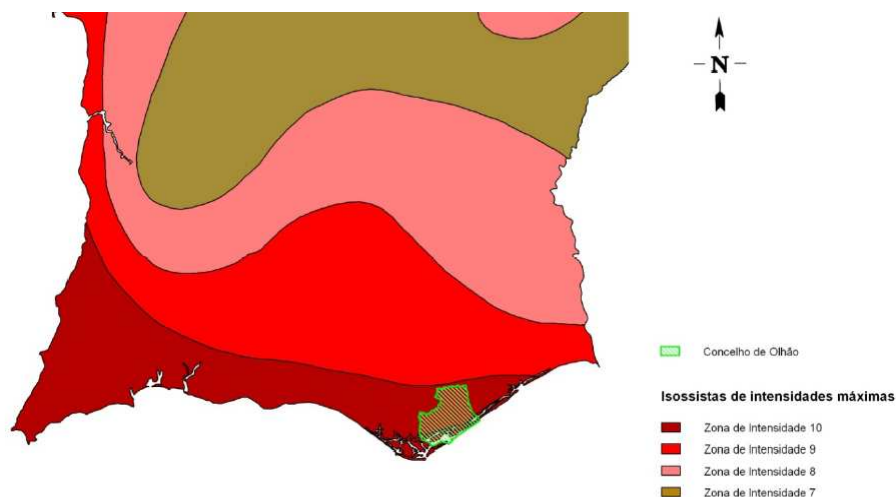 N
Concelho de Olhão
Isossistas de intensidades máximas
Zona de Intensidade 10
Zona de Intensidade 9
Zona de Intensidade 8
Zona de Intensidade 7